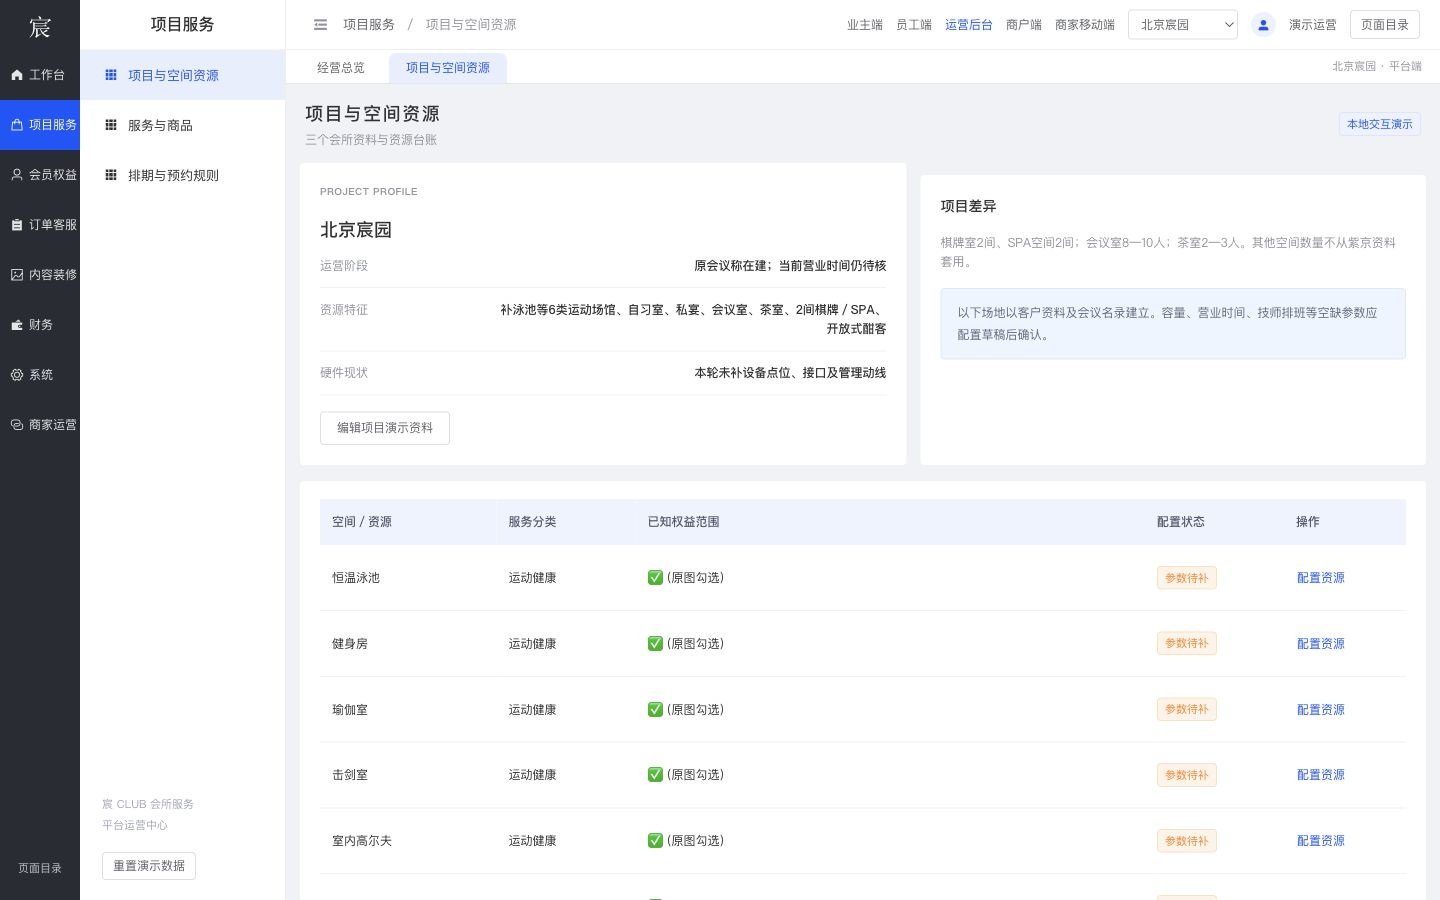 宸
工作台
项目服务
会员权益
订单客服
内容装修
财务
系统
商家运营
页面目录
项目服务
项目与空间资源
服务与商品
排期与预约规则
宸 CLUB 会所服务
平台运营中心
重置演示数据
项目服务 / 项目与空间资源
业主端 员工端 运营后台 商户端 商家移动端 北京宸园 演示运营 页面目录
经营总览 项目与空间资源
北京宸园 · 平台端
项目与空间资源
三个会所资料与资源台账
本地交互演示
PROJECT PROFILE
北京宸园
运营阶段 原会议称在建；当前营业时间仍待核
资源特征 补泳池等6类运动场馆、自习室、私宴、会议室、茶室、2间棋牌 / SPA、
开放式酣客
硬件现状 本轮未补设备点位、接口及管理动线
编辑项目演示资料
项目差异
棋牌室2间、SPA空间2间；会议室8—10人；茶室2—3人。其他空间数量不从紫京资料
套用。
以下场地以客户资料及会议名录建立。容量、营业时间、技师排班等空缺参数应
配置草稿后确认。
空间 / 资源 服务分类 已知权益范围 配置状态 操作
恒温泳池 运动健康 ✅ (原图勾选) 参数待补 配置资源
健身房 运动健康 ✅ (原图勾选) 参数待补 配置资源
瑜伽室 运动健康 ✅ (原图勾选) 参数待补 配置资源
击剑室 运动健康 ✅ (原图勾选) 参数待补 配置资源
室内高尔夫 运动健康 ✅ (原图勾选) 参数待补 配置资源